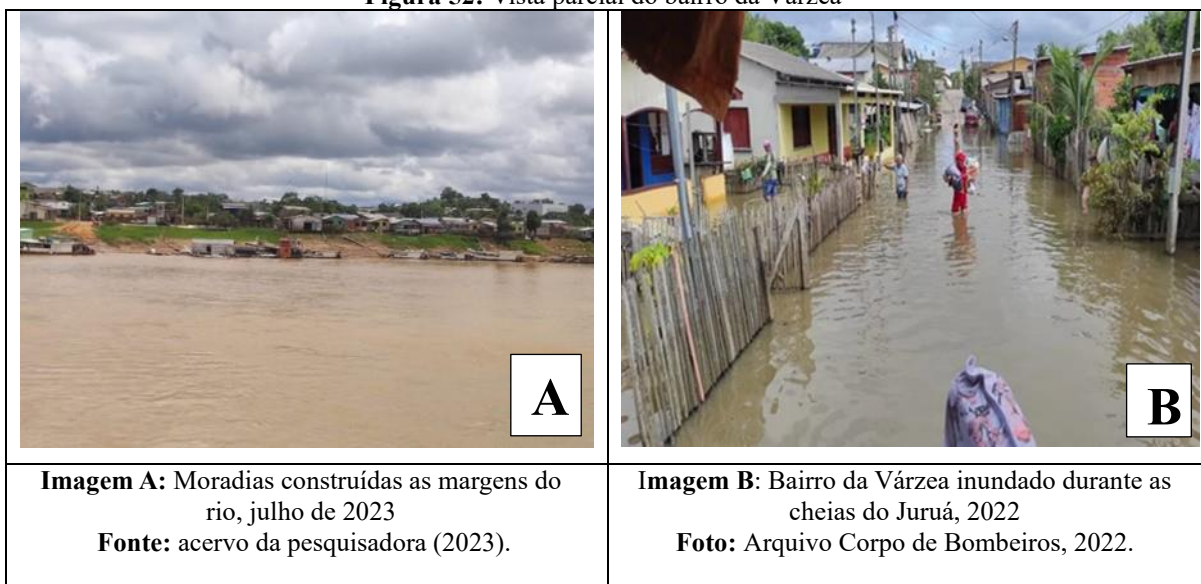 Figura 32: Vista parcial do bairro da Várzea
A
B
Imagem A: Moradias construídas as margens do
rio, julho de 2023
Fonte: acervo da pesquisadora (2023).
Imagem B: Bairro da Várzea inundado durante as
cheias do Juruá, 2022
Foto: Arquivo Corpo de Bombeiros, 2022.